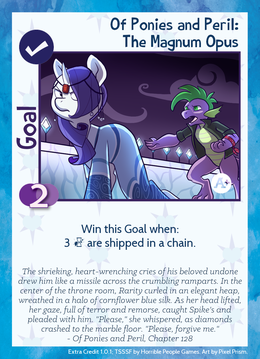 Of Ponies and Peril:
The Magnum Opus
Goal
2
A+
Win this Goal when:
3 are shipped in a chain.
The shrieking, heart-wrenching cries of his beloved undone
drew him like a missile across the crumbling ramparts. In the
center of the throne room, Rarity curled in an elegant heap,
wreathed in a halo of cornflower blue silk. As her head lifted,
her gaze, full of terror and remorse, caught Spike's and
pleaded with him. "Please," she whispered, as diamonds
crashed to the marble floor. "Please, forgive me."
- Of Ponies and Peril, Chapter 128
Extra Credit 1.0.1; TSSSF by Horrible People Games. Art by Pixel Prism.